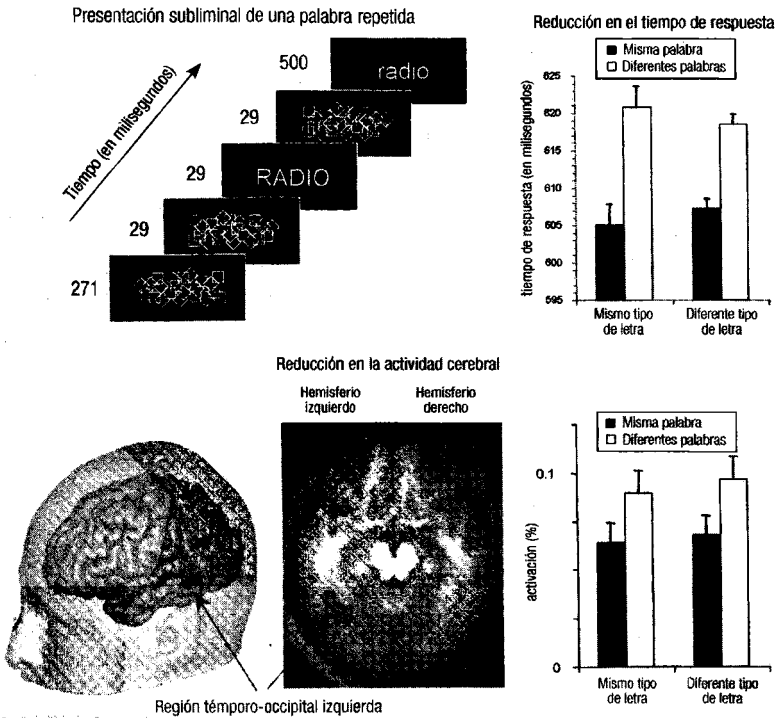 Presentación subliminal de una palabra repetida
Tiempo (en milisegundos)
500
radio
29
29
RADIO
29
271
Reducción en el tiempo de respuesta
Misma palabra
Diferentes palabras
tiempo de respuesta (en milisegundos)
625
620
615
610
605
600
595
Mismo tipo
de letra
Diferente tipo
de letra
Reducción en la actividad cerebral
Hemisferio
izquierdo
Hemisferio
derecho
Región témporo-occipital izquierda
Misma palabra
Diferentes palabras
activación (%)
0.1
0
Mismo tipo
de letra
Diferente tipo
de letra